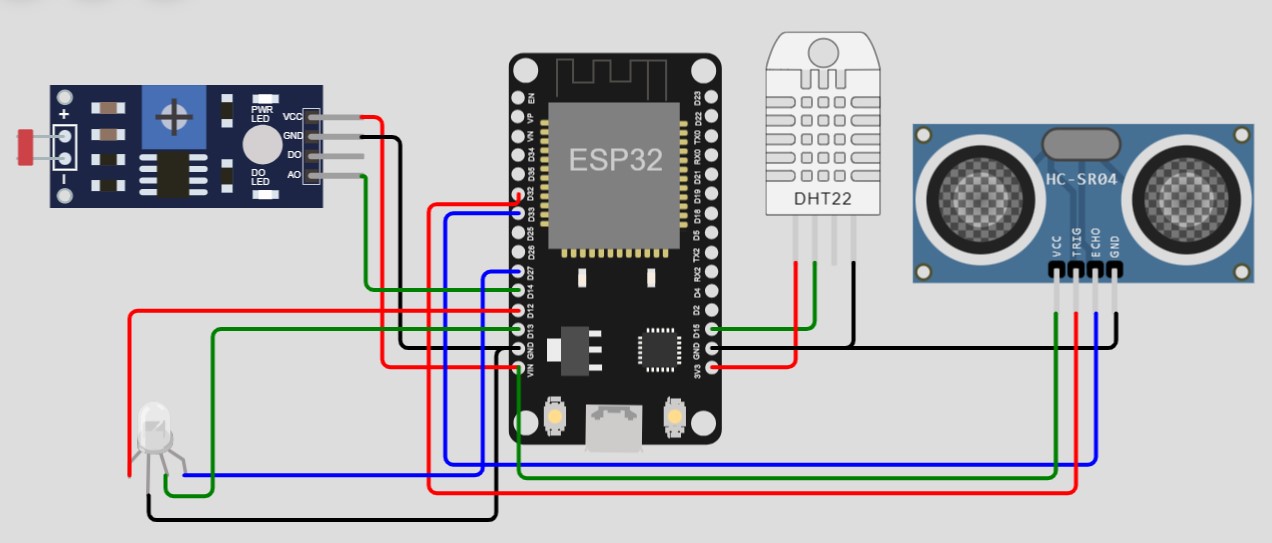 PWR
LED
VCC
GND
DO
AO
DO
LED
+
-
ESP32
EN
VP
VN
D34
D35
D32
D33
D25
D26
D27
D14
D12
D13
GND
VIN
D23
D22
TX0
RX0
D21
D19
D18
D5
TX2
RX2
D4
D2
D15
GND
3V3
DHT22
HC-SR04
VCC
TRIG
ECHO
GND